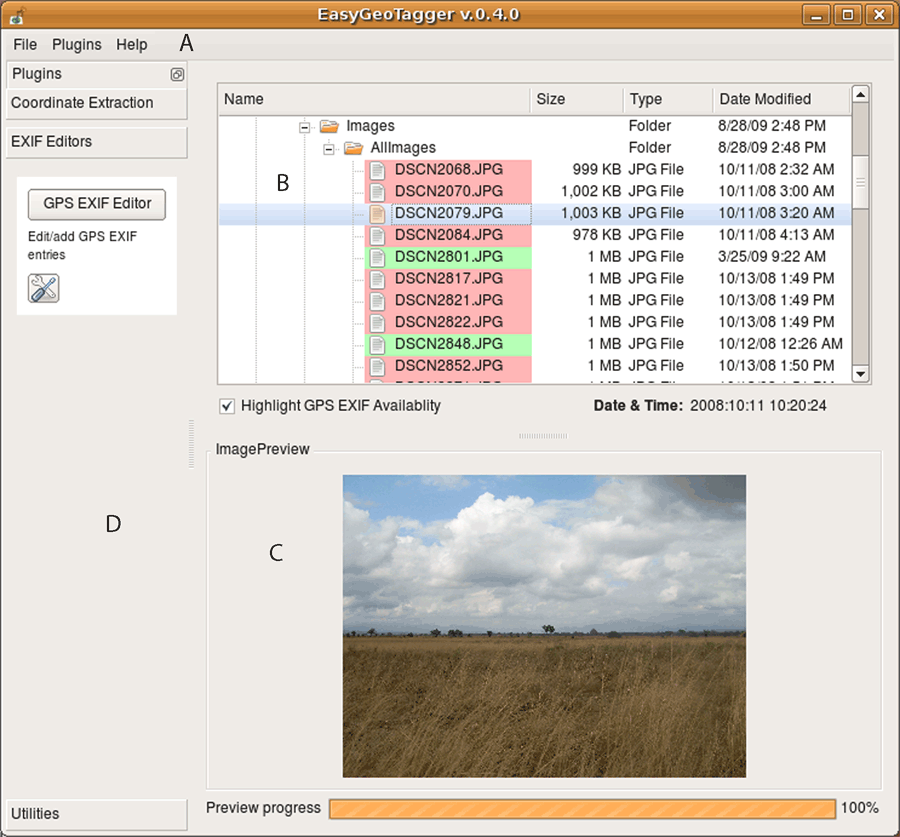 EasyGeoTagger v.0.4.0
File Plugins Help A
Plugins
Coordinate Extraction
EXIF Editors
GPS EXIF Editor
Edit/add GPS EXIF
entries
D
Utilities
Name Size Type Date Modified
Images Folder 8/28/09 2:48 PM
AllImages Folder 8/28/09 2:48 PM
B
DSCN2068.JPG 999 KB JPG File 10/11/08 2:32 AM
DSCN2070.JPG 1,002 KB JPG File 10/11/08 3:00 AM
DSCN2079.JPG 1,003 KB JPG File 10/11/08 3:20 AM
DSCN2084.JPG 978 KB JPG File 10/11/08 4:13 AM
DSCN2801.JPG 1 MB JPG File 3/25/09 9:22 AM
DSCN2817.JPG 1 MB JPG File 10/13/08 1:49 PM
DSCN2821.JPG 1 MB JPG File 10/13/08 1:49 PM
DSCN2822.JPG 1 MB JPG File 10/13/08 1:49 PM
DSCN2848.JPG 1 MB JPG File 10/12/08 12:26 AM
DSCN2852.JPG 1 MB JPG File 10/13/08 1:50 PM
Highlight GPS EXIF Availablity Date & Time: 2008:10:11 10:20:24
ImagePreview
C
Preview progress 100%